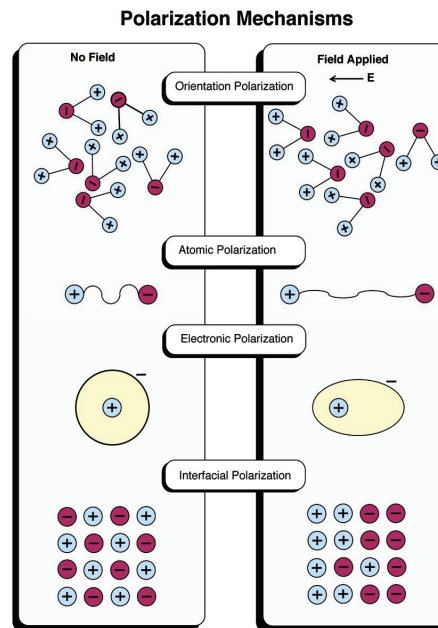 Polarization Mechanisms
No Field
Field Applied
E
Orientation Polarization
Atomic Polarization
Electronic Polarization
Interfacial Polarization